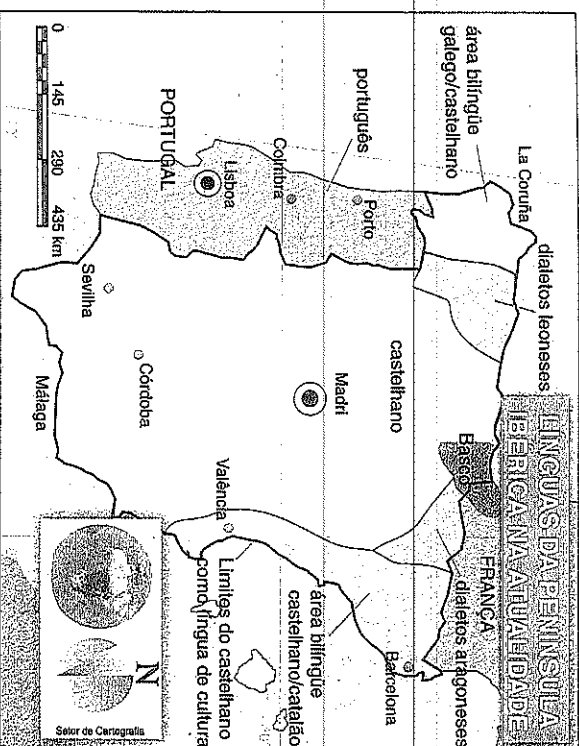 LÍNGUAS DA PENÍNSULA
IBÉRICA NA ATUALIDADE
La Coruña
área bilíngüe
galego/castelhano
dialetos leoneses
Basco
FRANÇA
dialetos aragoneses
português
Porto
Coimbra
Lisboa
PORTUGAL
castelhano
Madri
Barcelona
área bilíngüe
castelhano/catalão
Valência
Limites do castelhano
como língua de cultura
Córdoba
Sevilha
Málaga
0 145 290 435 km
N
Setor de Cartografia